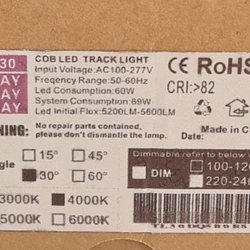 30
COB LED TRACK LIGHT
Input Voltage:AC100-277V
Frequency:50-60Hz
Led Consumption:60W
System Consumption:69W
Led Initial Flux:5200LM-5600LM
AY
AY
AY
CE RoHS
CRI:>82
NING:
No repair parts contained.
please don't dismantle the lamp.
Made in C
gle
15°
45°
30°
60°
Dimmable:refer to below
DIM
100-12
220-24
3000K
4000K
5000K
6000K